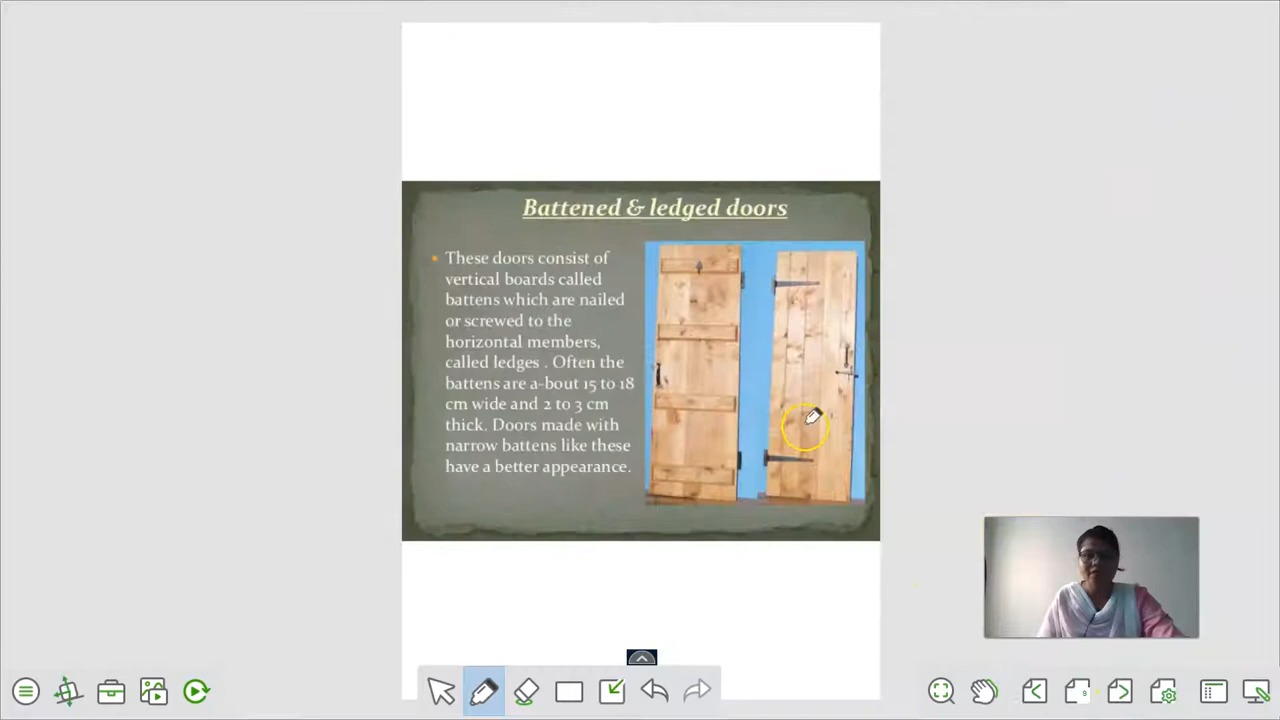 Battened & ledged doors
These doors consist of
vertical boards called
battens which are nailed
or screwed to the
horizontal members,
called ledges . Often the
battens are a-bout 15 to 18
cm wide and 2 to 3 cm
thick. Doors made with
narrow battens like these
have a better appearance.
9